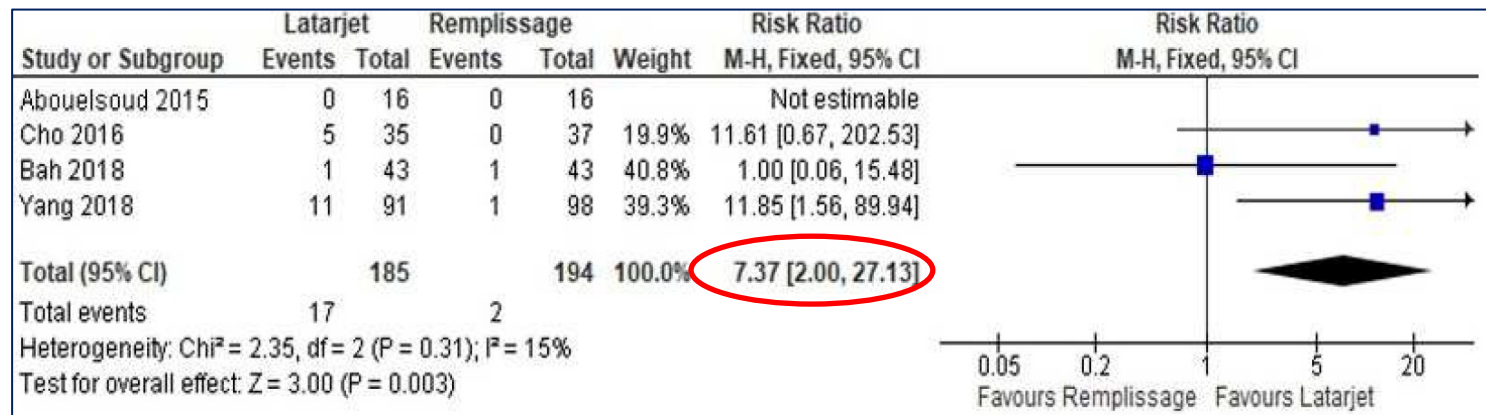 Latarjet Remplissage Risk Ratio Risk Ratio
Study or Subgroup Events Total Events Total Weight M-H, Fixed, 95% CI M-H, Fixed, 95% CI
Abouelsoud 2015 0 16 0 16 Not estimable
Cho 2016 5 35 0 37 19.9% 11.61 [0.67, 202.53]
Bah 2018 1 43 1 43 40.8% 1.00 [0.06, 15.48]
Yang 2018 11 91 1 98 39.3% 11.85 [1.56, 89.94]
Total (95% CI) 185 194 100.0% 7.37 [2.00, 27.13]
Total events 17 2
Heterogeneity: Chi² = 2.35, df = 2 (P = 0.31); I² = 15%
Test for overall effect: Z = 3.00 (P = 0.003)
0.05 0.2 1 5 20
Favours Remplissage Favours Latarjet